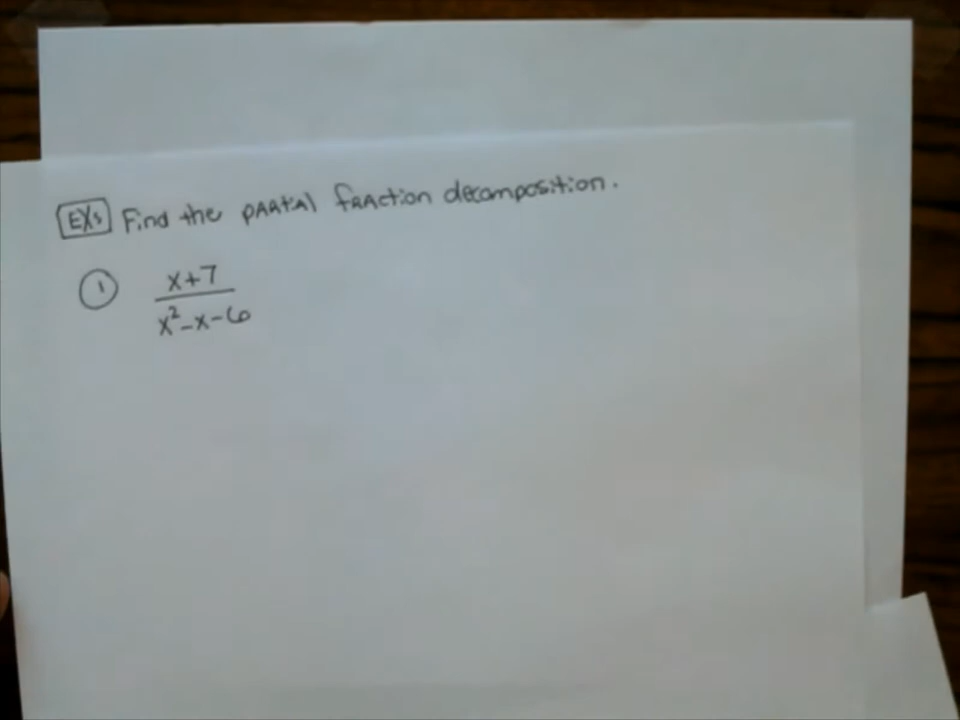 EXs Find the PARtiAl fRACtion decomposition.
1 x+7
x²-x-6